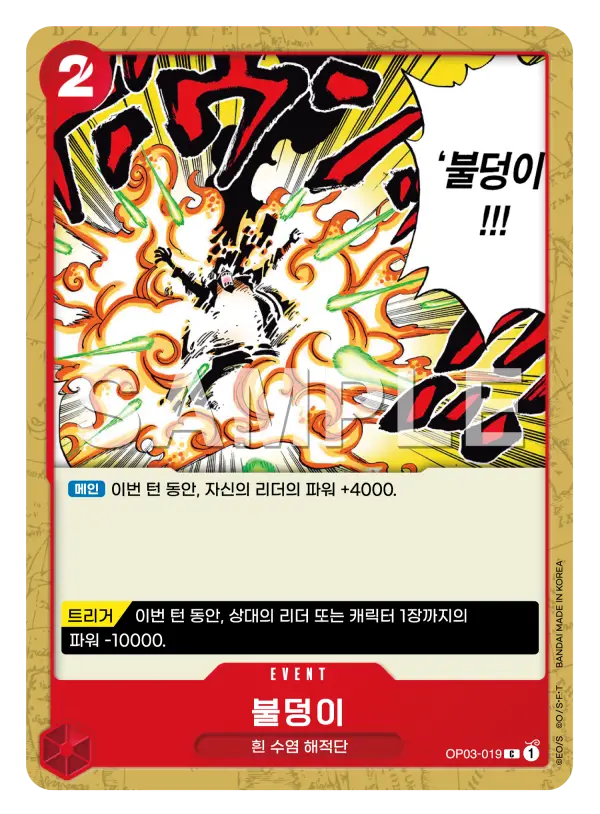 2
‘불덩이
!!!
SAMPLE
메인 이번 턴 동안, 자신의 리더의 파워 +4000.
트리거 이번 턴 동안, 상대의 리더 또는 캐릭터 1장까지의
파워 -10000.
EVENT
불덩이
흰 수염 해적단
OP03-019 C 1
©EO/S ©O/S·F·T BANDAI MADE IN KOREA